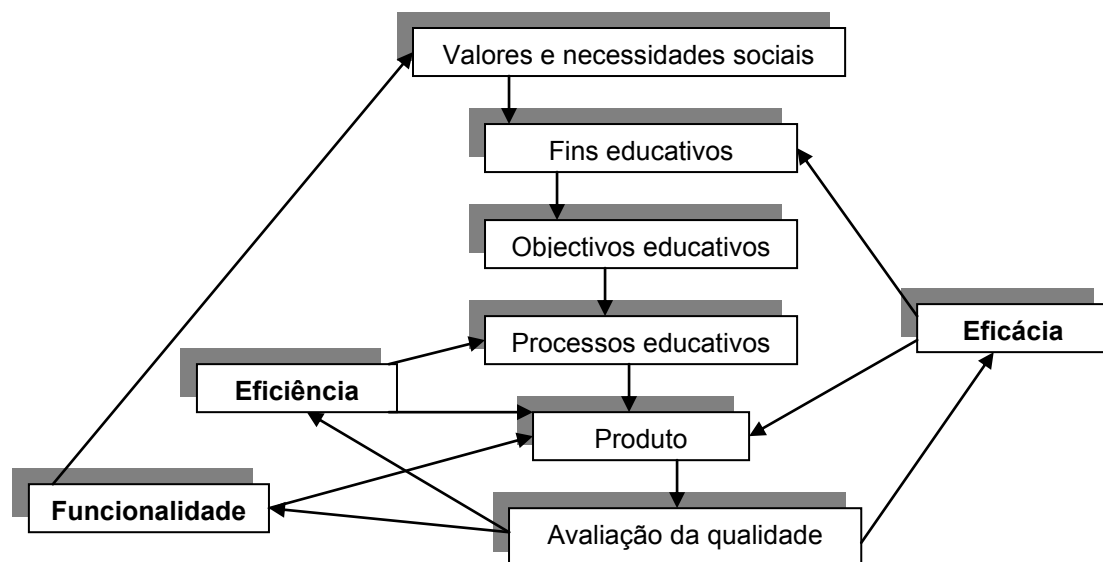 Valores e necessidades sociais
Fins educativos
Objectivos educativos
Processos educativos
Eficácia
Eficiência
Produto
Funcionalidade
Avaliação da qualidade